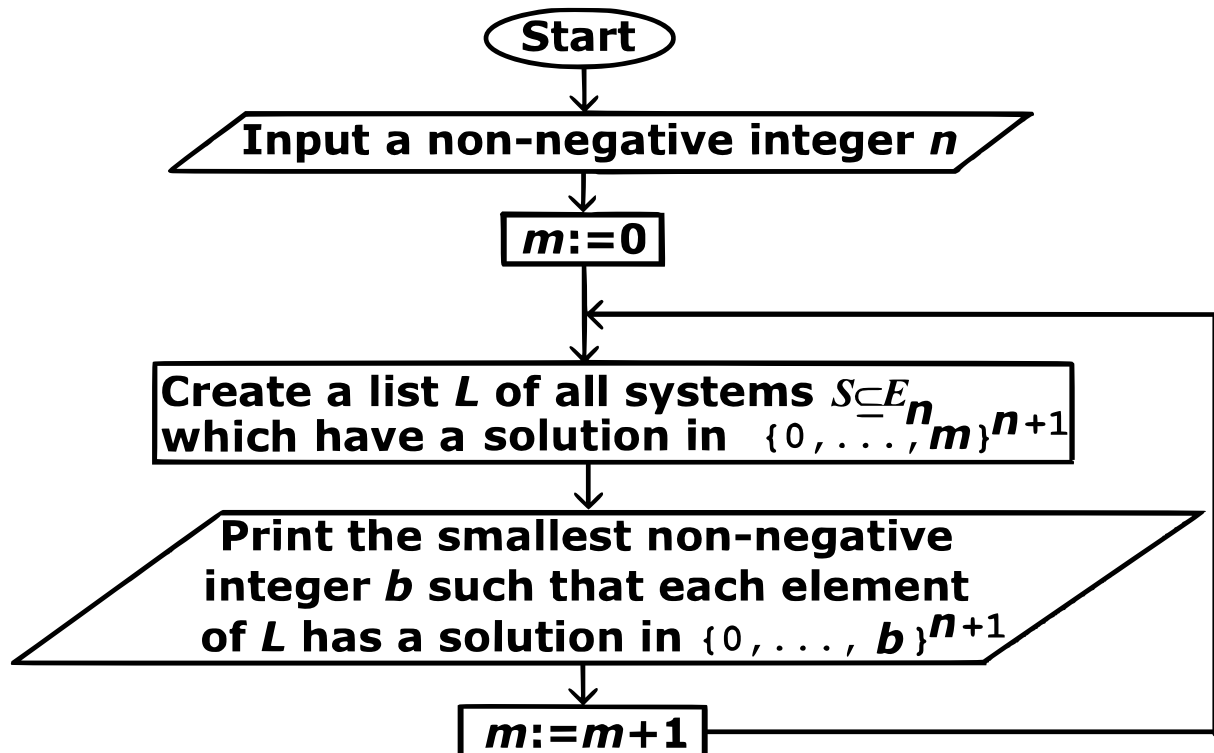 Start
Input a non-negative integer n
m:=0
Create a list L of all systems S⊆Eₙ
which have a solution in {0, . . . , m}ⁿ⁺¹
Print the smallest non-negative
integer b such that each element
of L has a solution in {0, . . . , b}ⁿ⁺¹
m:=m+1